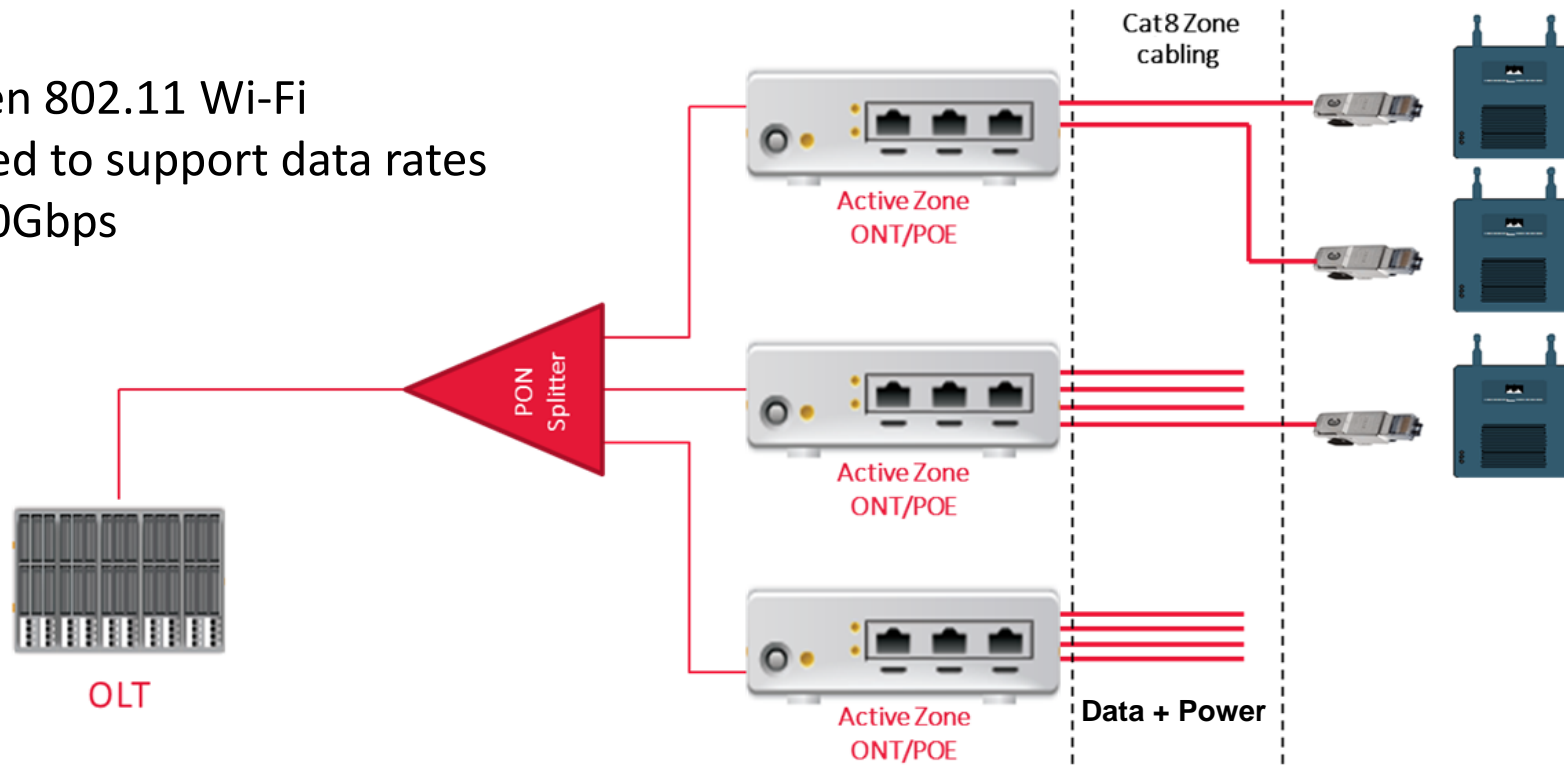 en 802.11 Wi-Fi
ed to support data rates
0Gbps
Cat8 Zone
cabling
Active Zone
ONT/POE
PON
Splitter
Active Zone
ONT/POE
OLT
Active Zone
ONT/POE
Data + Power